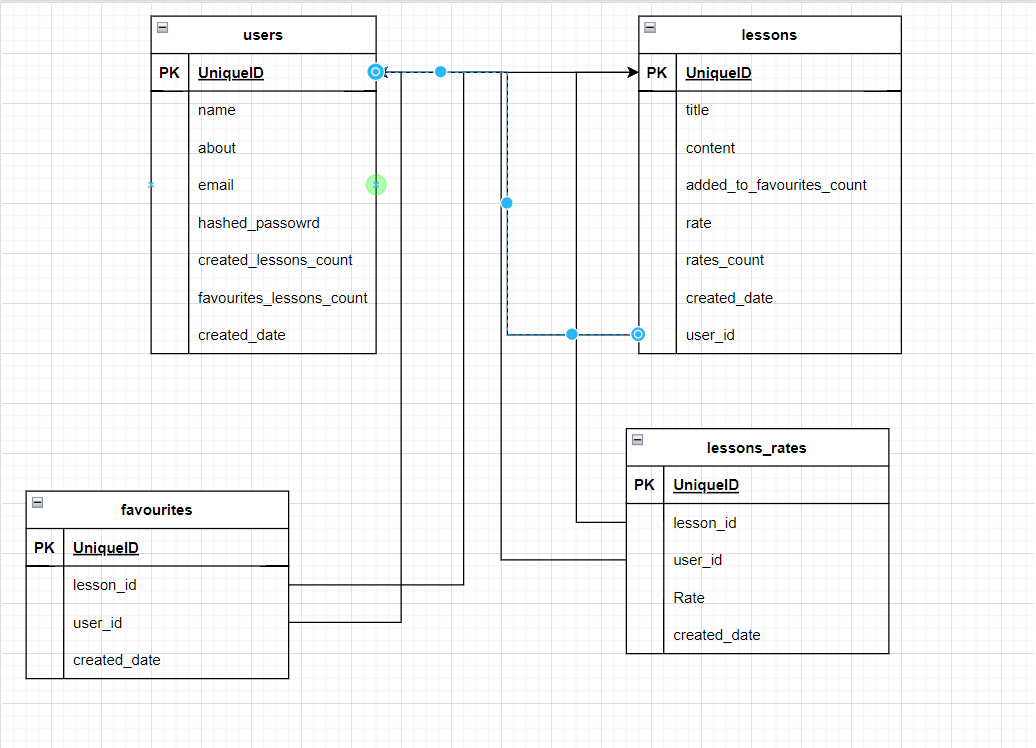 users
PK UniqueID
name
about
email
hashed_passowrd
created_lessons_count
favourites_lessons_count
created_date
lessons
PK UniqueID
title
content
added_to_favourites_count
rate
rates_count
created_date
user_id
favourites
PK UniqueID
lesson_id
user_id
created_date
lessons_rates
PK UniqueID
lesson_id
user_id
Rate
created_date